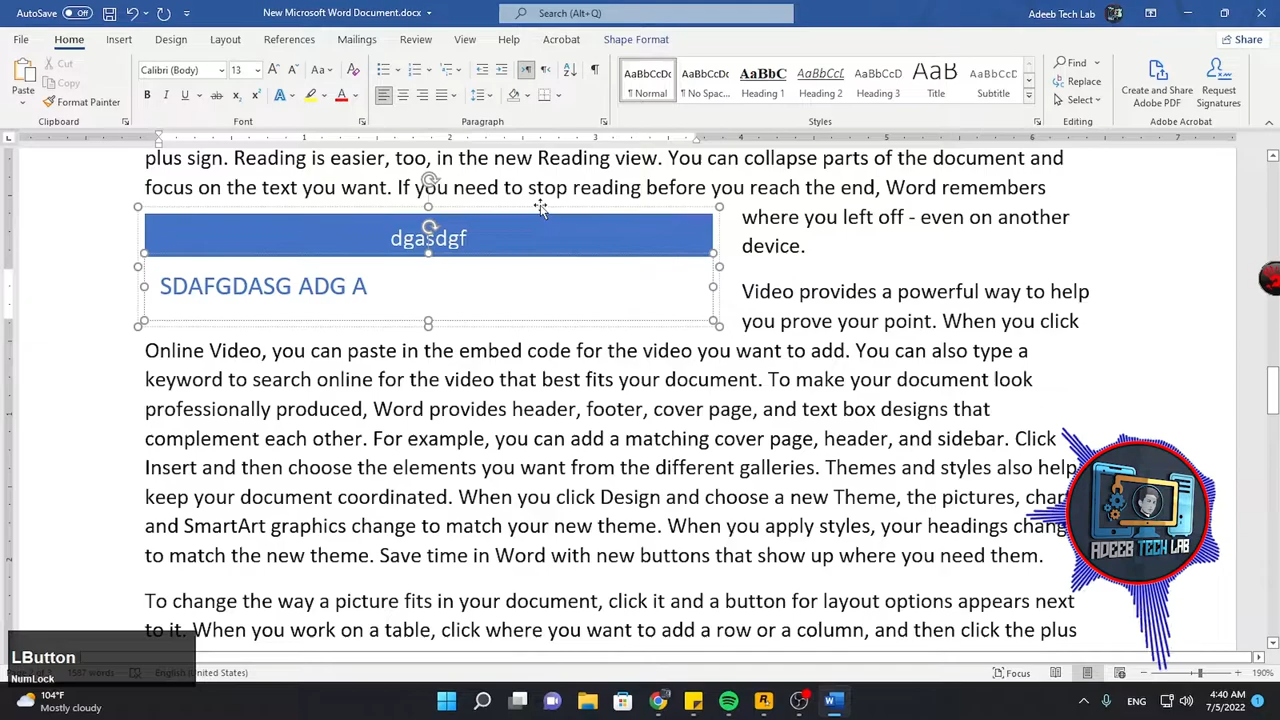 AutoSave Off New Microsoft Word Document.docx Search (Alt+Q) Adeeb Tech Lab
File Home Insert Draw Design Layout References Mailings Review View Help Acrobat Shape Format Share
Paste Cut Copy Format Painter
Calibri (Body) 13
AaBbCcDc AaBbCcDc AaBbC AaBbCcI AaBbCcD AaB AaBbCcD
¶ Normal ¶ No Spac... Heading 1 Heading 2 Heading 3 Title Subtitle
Find Replace Select
Create and Share Adobe PDF Request Signatures
Clipboard Font Paragraph Styles Editing Adobe Acrobat
1 2 3 4 5 6 7
plus sign. Reading is easier, too, in the new Reading view. You can collapse parts of the document and
focus on the text you want. If you need to stop reading before you reach the end, Word remembers
where you left off - even on another
device.
dgasdgf
SDAFGDASG ADG A
Video provides a powerful way to help
you prove your point. When you click
Online Video, you can paste in the embed code for the video you want to add. You can also type a
keyword to search online for the video that best fits your document. To make your document look
professionally produced, Word provides header, footer, cover page, and text box designs that
complement each other. For example, you can add a matching cover page, header, and sidebar. Click
Insert and then choose the elements you want from the different galleries. Themes and styles also help
keep your document coordinated. When you click Design and choose a new Theme, the pictures, char
and SmartArt graphics change to match your new theme. When you apply styles, your headings chang
to match the new theme. Save time in Word with new buttons that show up where you need them.
To change the way a picture fits in your document, click it and a button for layout options appears next
to it. When you work on a table, click where you want to add a row or a column, and then click the plus
ADEEB TECH LAB
LButton
NumLock
1587 words English (United States) Focus 190%
104°F
Mostly cloudy
ENG 4:40 AM
7/5/2022